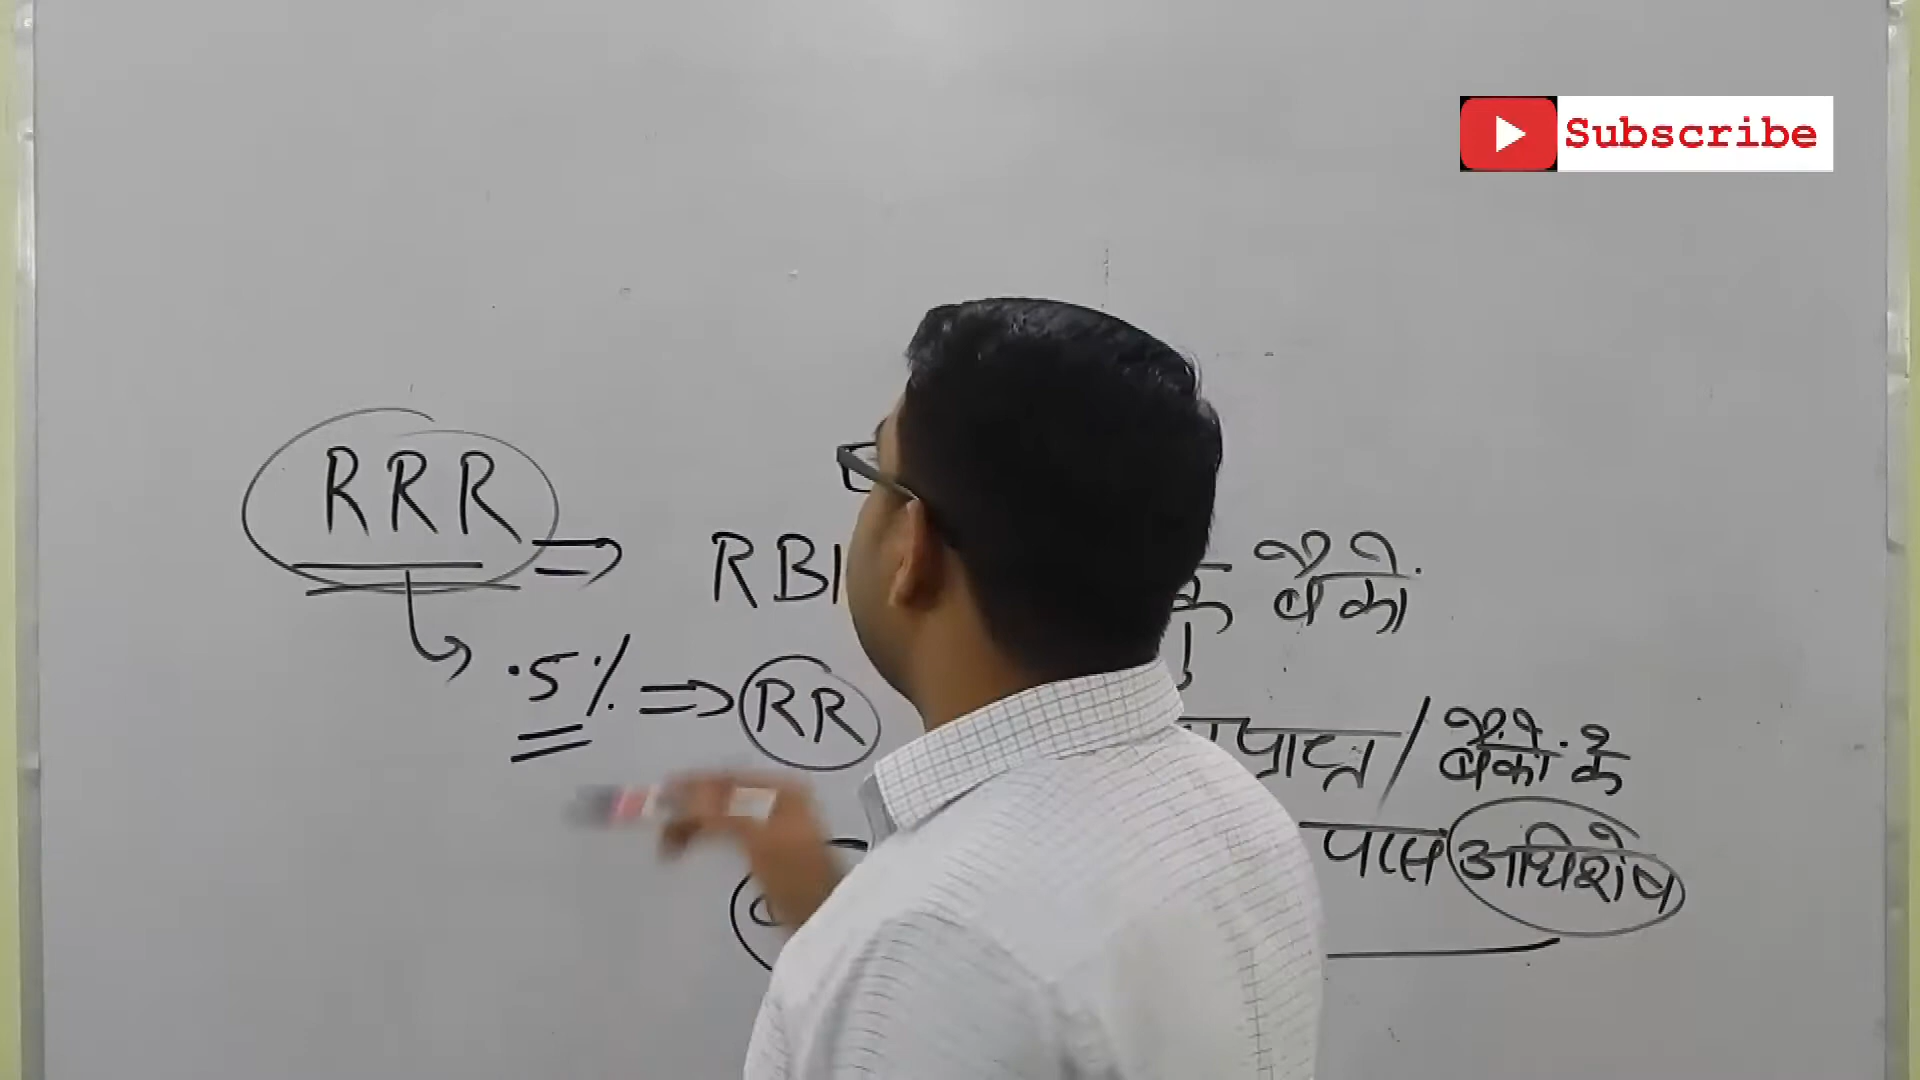 Subscribe
RRR ⇒ RBI बैंको
.5% ⇒ RR प्राप्त / बैंको के
पास अधिशेष